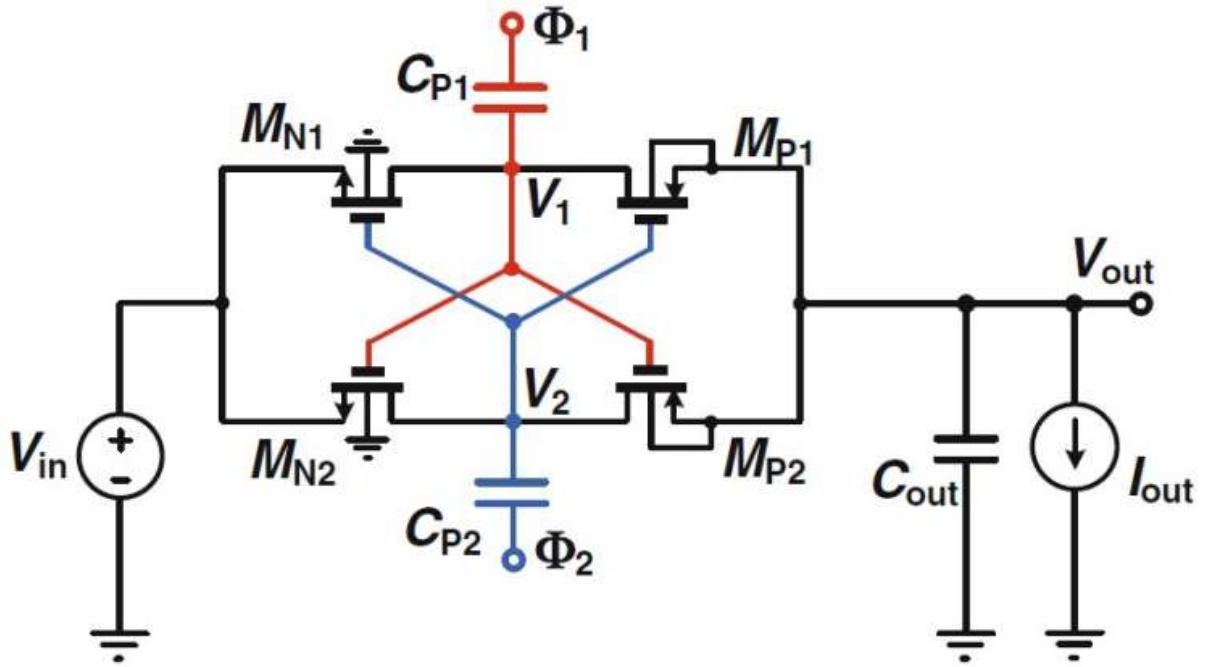 Φ1
CP1
MN1
MP1
V1
Vout
V2
Vin
+
-
MN2
MP2
Cout
Iout
CP2
Φ2